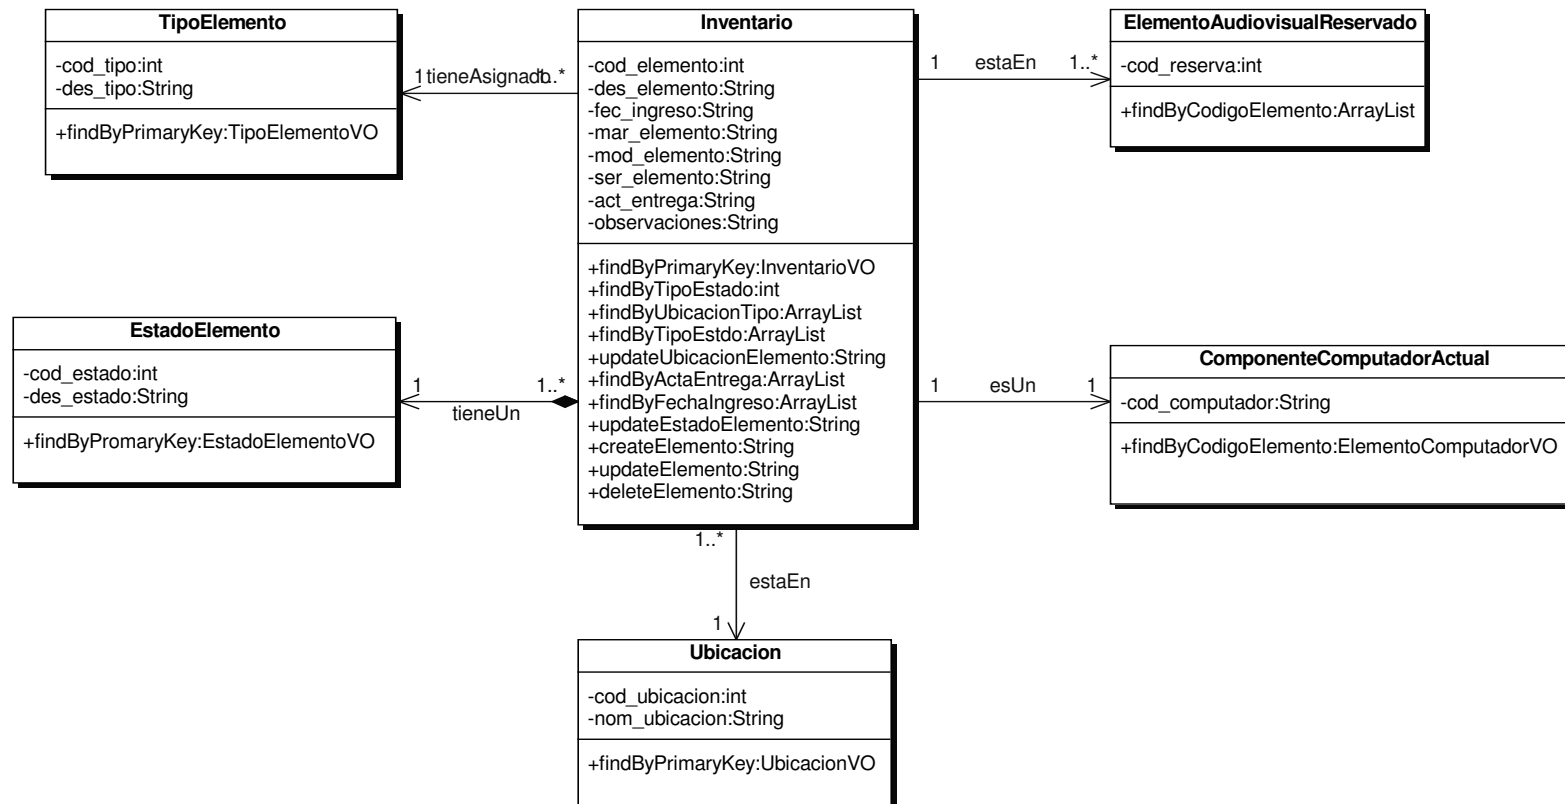 TipoElemento
-cod_tipo:int
-des_tipo:String
+findByPrimaryKey:TipoElementoVO
1 tieneAsignado 1..*
Inventario
-cod_elemento:int
-des_elemento:String
-fec_ingreso:String
-mar_elemento:String
-mod_elemento:String
-ser_elemento:String
-act_entrega:String
-observaciones:String
+findByPrimaryKey:InventarioVO
+findByTipoEstado:int
+findByUbicacionTipo:ArrayList
+findByTipoEstdo:ArrayList
+updateUbicacionElemento:String
+findByActaEntrega:ArrayList
+findByFechaIngreso:ArrayList
+updateEstadoElemento:String
+createElemento:String
+updateElemento:String
+deleteElemento:String
1 estaEn 1..*
ElementoAudiovisualReservado
-cod_reserva:int
+findByCodigoElemento:ArrayList
EstadoElemento
-cod_estado:int
-des_estado:String
+findByPromaryKey:EstadoElementoVO
1 1..*
tieneUn
1 esUn 1
ComponenteComputadorActual
-cod_computador:String
+findByCodigoElemento:ElementoComputadorVO
1..*
estaEn
1
Ubicacion
-cod_ubicacion:int
-nom_ubicacion:String
+findByPrimaryKey:UbicacionVO